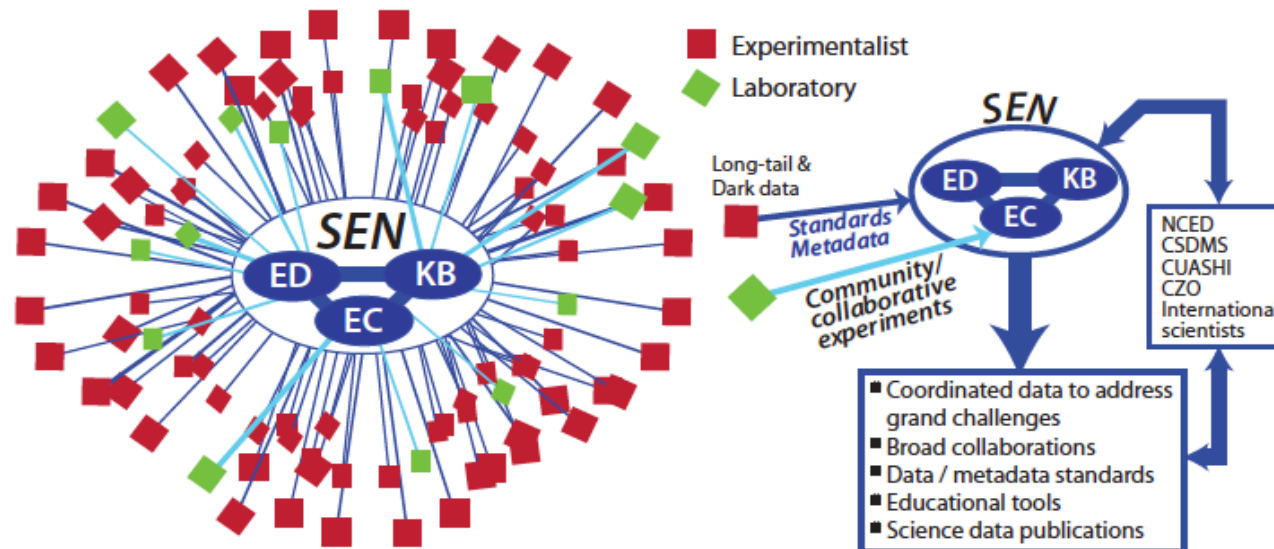 SEN
ED
KB
EC
Experimentalist
Laboratory
SEN
ED
KB
EC
Long-tail &
Dark data
Standards
Metadata
Community/
collaborative
experiments
NCED
CSDMS
CUASHI
CZO
Internationa
scientists
Coordinated data to address
grand challenges
Broad collaborations
Data / metadata standards
Educational tools
Science data publications